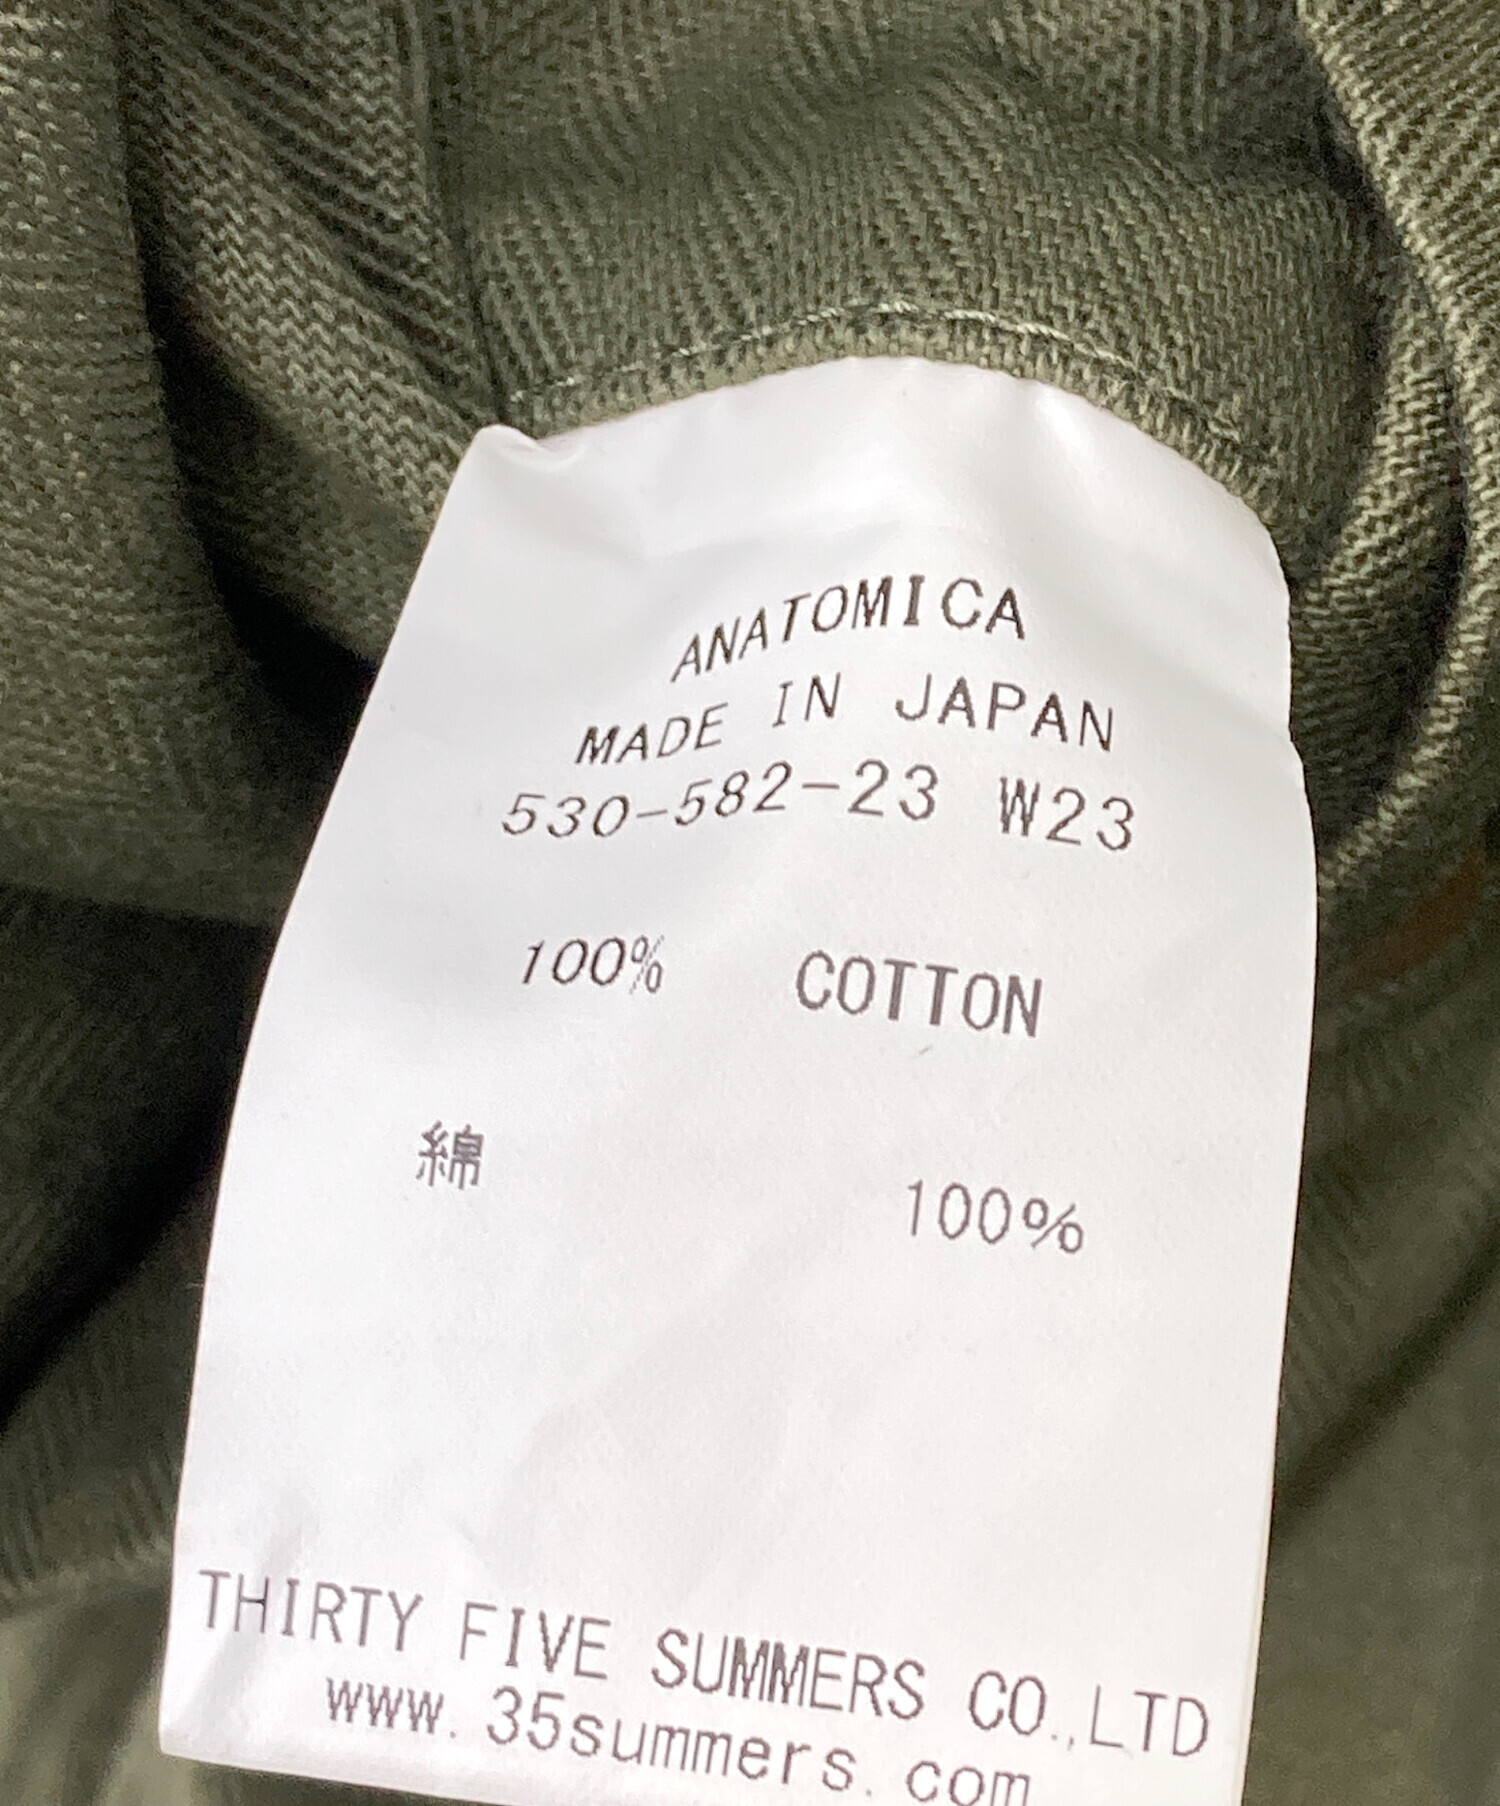 ANATOMICA
MADE IN JAPAN
530-582-23 W23
100% COTTON
綿 100%
THIRTY FIVE SUMMERS CO.,LTD
www.35summers.com